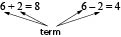 6 + 2 = 8
6 – 2 = 4
term